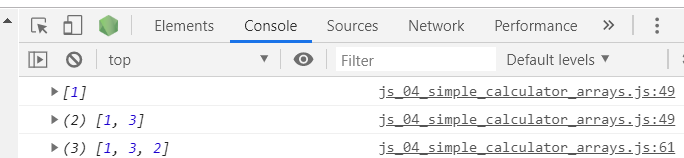 Elements Console Sources Network Performance »
top Filter Default levels
[1] js_04_simple_calculator_arrays.js:49
(2) [1, 3] js_04_simple_calculator_arrays.js:49
(3) [1, 3, 2] js_04_simple_calculator_arrays.js:61